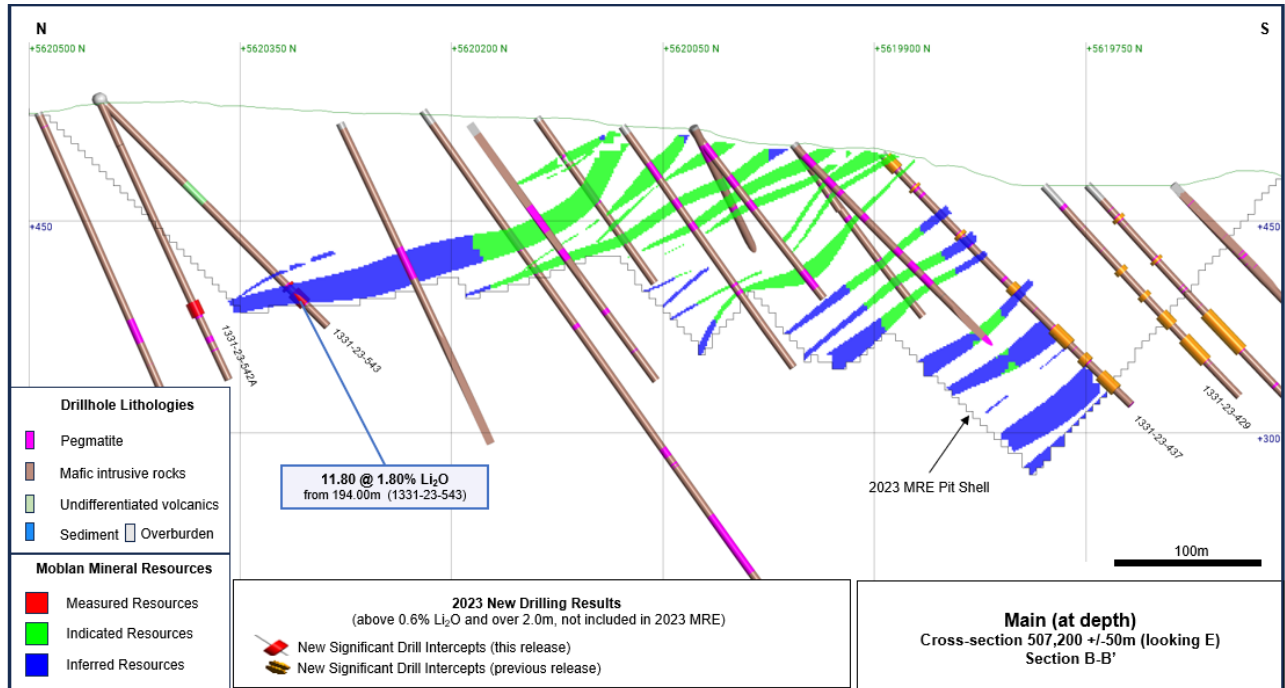 N
S
+5620500 N
+5620350 N
+5620200 N
+5620050 N
+5619900 N
+5619750 N
+450
+450
+300
1331-23-542A
1331-23-543
1331-23-437
1331-23-429
11.80 @ 1.80% Li₂O
from 194.00m (1331-23-543)
2023 MRE Pit Shell
100m
Drillhole Lithologies
Pegmatite
Mafic intrusive rocks
Undifferentiated volcanics
Sediment Overburden
Moblan Mineral Resources
Measured Resources
Indicated Resources
Inferred Resources
2023 New Drilling Results
(above 0.6% Li₂O and over 2.0m, not included in 2023 MRE)
New Significant Drill Intercepts (this release)
New Significant Drill Intercepts (previous release)
Main (at depth)
Cross-section 507,200 +/-50m (looking E)
Section B-B'